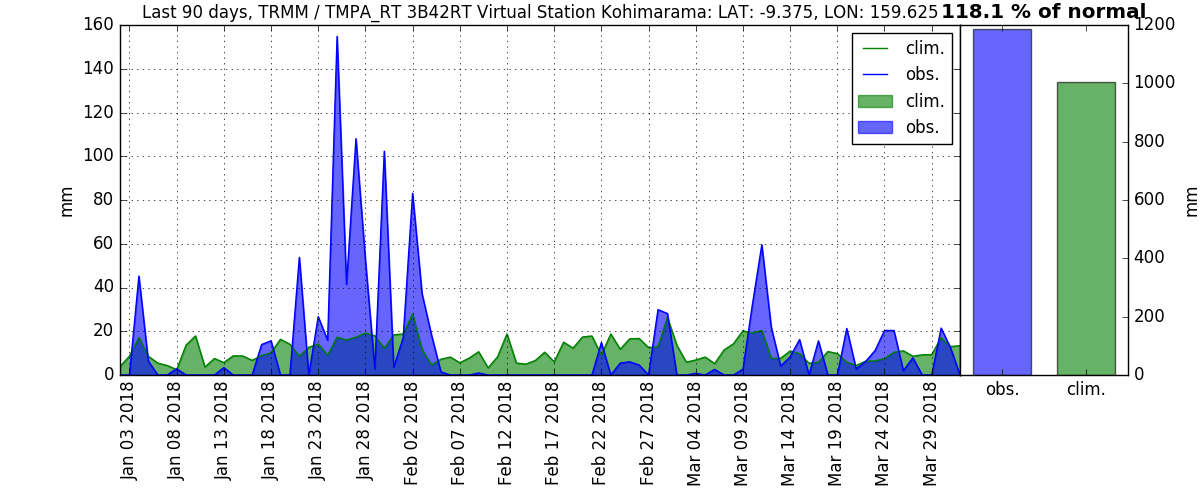 Last 90 days, TRMM / TMPA_RT 3B42RT Virtual Station Kohimarama: LAT: -9.375, LON: 159.625
118.1 % of normal
160
140
120
100
80
60
40
20
0
mm
clim.
obs.
clim.
obs.
1200
1000
800
600
400
200
0
mm
obs.
clim.
Jan 03 2018
Jan 08 2018
Jan 13 2018
Jan 18 2018
Jan 23 2018
Jan 28 2018
Feb 02 2018
Feb 07 2018
Feb 12 2018
Feb 17 2018
Feb 22 2018
Feb 27 2018
Mar 04 2018
Mar 09 2018
Mar 14 2018
Mar 19 2018
Mar 24 2018
Mar 29 2018